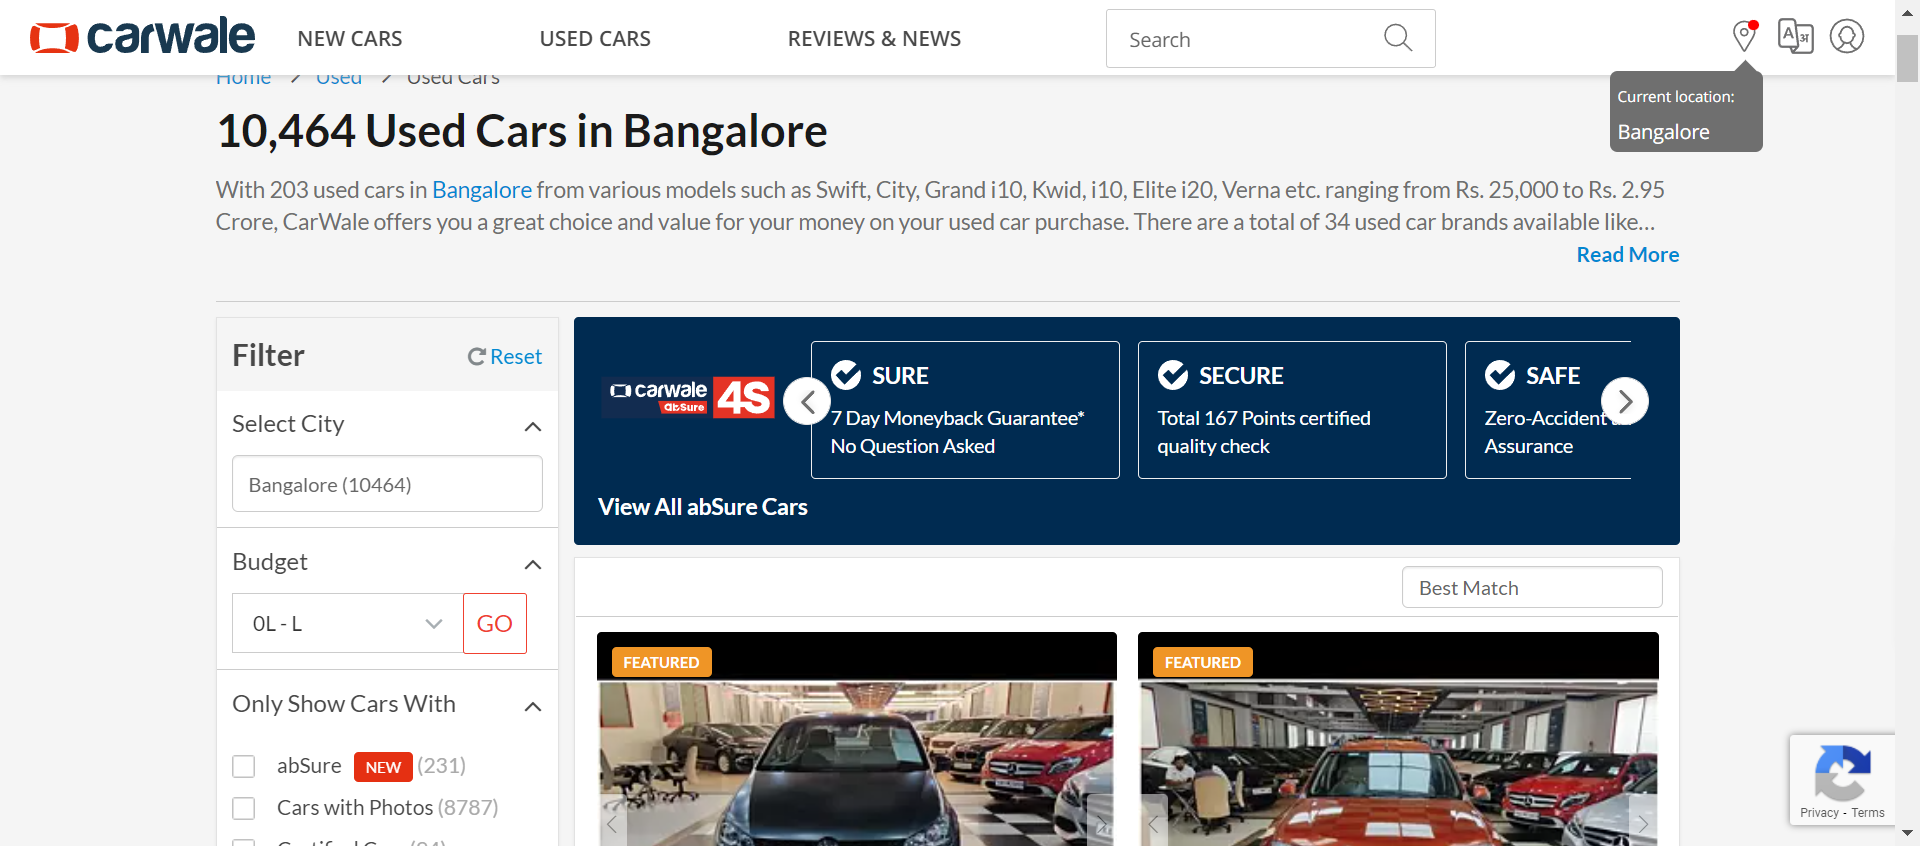 carwale
NEW CARS
USED CARS
REVIEWS & NEWS
Search
A
अ
Current location:
Bangalore
Home / Used / Used Cars
10,464 Used Cars in Bangalore
With 203 used cars in Bangalore from various models such as Swift, City, Grand i10, Kwid, i10, Elite i20, Verna etc. ranging from Rs. 25,000 to Rs. 2.95
Crore, CarWale offers you a great choice and value for your money on your used car purchase. There are a total of 34 used car brands available like...
Read More
Filter
Reset
Select City
Bangalore (10464)
Budget
0L - L
GO
Only Show Cars With
abSure NEW (231)
Cars with Photos (8787)
carwale
abSure
4S
SURE
7 Day Moneyback Guarantee*
No Question Asked
SECURE
Total 167 Points certified
quality check
SAFE
Zero-Accident
Assurance
View All abSure Cars
Best Match
FEATURED
FEATURED
Privacy - Terms